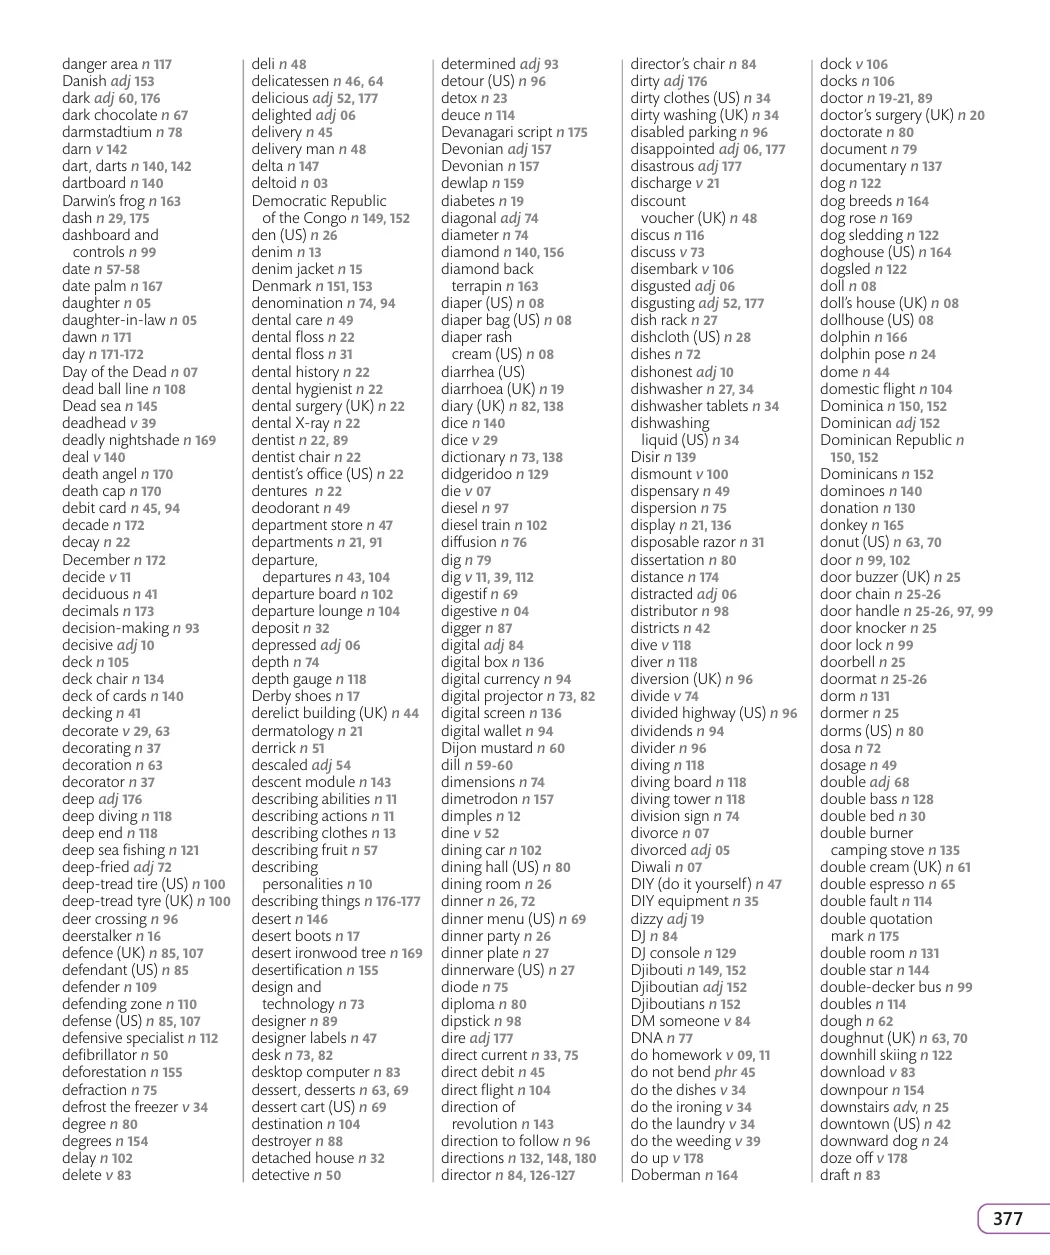 danger area n 117
Danish adj 153
dark adj 60, 176
dark chocolate n 67
darmstadtium n 78
darn v 142
dart, darts n 140, 142
dartboard n 140
Darwin's frog n 163
dash n 29, 175
dashboard and
controls n 99
date n 57-58
date palm n 167
daughter n 05
daughter-in-law n 05
dawn n 171
day n 171-172
Day of the Dead n 07
dead ball line n 108
Dead sea n 145
deadhead v 39
deadly nightshade n 169
deal v 140
death angel n 170
death cap n 170
debit card n 45, 94
decade n 172
decay n 22
December n 172
decide v 11
deciduous n 41
decimals n 173
decision-making n 93
decisive adj 10
deck n 105
deck chair n 134
deck of cards n 140
decking n 41
decorate v 29, 63
decorating n 37
decoration n 63
decorator n 37
deep adj 176
deep diving n 118
deep end n 118
deep sea fishing n 121
deep-fried adj 72
deep-tread tire (US) n 100
deep-tread tyre (UK) n 100
deer crossing n 96
deerstalker n 16
defence (UK) n 85, 107
defendant (US) n 85
defender n 109
defending zone n 110
defense (US) n 85, 107
defensive specialist n 112
defibrillator n 50
deforestation n 155
defraction n 75
defrost the freezer v 34
degree n 80
degrees n 154
delay n 102
delete v 83
deli n 48
delicatessen n 46, 64
delicious adj 52, 177
delighted adj 06
delivery n 45
delivery man n 48
delta n 147
deltoid n 03
Democratic Republic
of the Congo n 149, 152
den (US) n 26
denim n 13
denim jacket n 15
Denmark n 151, 153
denomination n 74, 94
dental care n 49
dental floss n 22
dental floss n 31
dental history n 22
dental hygienist n 22
dental surgery (UK) n 22
dental X-ray n 22
dentist n 22, 89
dentist chair n 22
dentist's office (US) n 22
dentures n 22
deodorant n 49
department store n 47
departments n 21, 91
departure,
departures n 43, 104
departure board n 102
departure lounge n 104
deposit n 32
depressed adj 06
depth n 74
depth gauge n 118
Derby shoes n 17
derelict building (UK) n 44
dermatology n 21
derrick n 51
descaled adj 54
descent module n 143
describing abilities n 11
describing actions n 11
describing clothes n 13
describing fruit n 57
describing
personalities n 10
describing things n 176-177
desert n 146
desert boots n 17
desert ironwood tree n 169
desertification n 155
design and
technology n 73
designer n 89
designer labels n 47
desk n 73, 82
desktop computer n 83
dessert, desserts n 63, 69
dessert cart (US) n 69
destination n 104
destroyer n 88
detached house n 32
detective n 50
determined adj 93
detour (US) n 96
detox n 23
deuce n 114
Devanagari script n 175
Devonian adj 157
Devonian n 157
dewlap n 159
diabetes n 19
diagonal adj 74
diameter n 74
diamond n 140, 156
diamond back
terrapin n 163
diaper (US) n 08
diaper bag (US) n 08
diaper rash
cream (US) n 08
diarrhea (US)
diarrhoea (UK) n 19
diary (UK) n 82, 138
dice n 140
dice v 29
dictionary n 73, 138
didgeridoo n 129
die v 07
diesel n 97
diesel train n 102
diffusion n 76
dig n 79
dig v 11, 39, 112
digestif n 69
digestive n 04
digger n 87
digital adj 84
digital box n 136
digital currency n 94
digital projector n 73, 82
digital screen n 136
digital wallet n 94
Dijon mustard n 60
dill n 59-60
dimensions n 74
dimetrodon n 157
dimples n 12
dine v 52
dining car n 102
dining hall (US) n 80
dining room n 26
dinner n 26, 72
dinner menu (US) n 69
dinner party n 26
dinner plate n 27
dinnerware (US) n 27
diode n 75
diploma n 80
dipstick n 98
dire adj 177
direct current n 33, 75
direct debit n 45
direct flight n 104
direction of
revolution n 143
direction to follow n 96
directions n 132, 148, 180
director n 84, 126-127
director's chair n 84
dirty adj 176
dirty clothes (US) n 34
dirty washing (UK) n 34
disabled parking n 96
disappointed adj 06, 177
disastrous adj 177
discharge v 21
discount
voucher (UK) n 48
discus n 116
discuss v 73
disembark v 106
disgusted adj 06
disgusting adj 52, 177
dish rack n 27
dishcloth (US) n 28
dishes n 72
dishonest adj 10
dishwasher n 27, 34
dishwasher tablets n 34
dishwashing
liquid (US) n 34
Disir n 139
dismount v 100
dispensary n 49
dispersion n 75
display n 21, 136
disposable razor n 31
dissertation n 80
distance n 174
distracted adj 06
distributor n 98
districts n 42
dive v 118
diver n 118
diversion (UK) n 96
divide v 74
divided highway (US) n 96
dividends n 94
divider n 96
diving n 118
diving board n 118
diving tower n 118
division sign n 74
divorce n 07
divorced adj 05
Diwali n 07
DIY (do it yourself) n 47
DIY equipment n 35
dizzy adj 19
DJ n 84
DJ console n 129
Djibouti n 149, 152
Djiboutian adj 152
Djiboutians n 152
DM someone v 84
DNA n 77
do homework v 09, 11
do not bend phr 45
do the dishes v 34
do the ironing v 34
do the laundry v 34
do the weeding v 39
do up v 178
Doberman n 164
dock v 106
docks n 106
doctor n 19-21, 89
doctor's surgery (UK) n 20
doctorate n 80
document n 79
documentary n 137
dog n 122
dog breeds n 164
dog rose n 169
dog sledding n 122
doghouse (US) n 164
dogsled n 122
doll n 08
doll's house (UK) n 08
dollhouse (US) 08
dolphin n 166
dolphin pose n 24
dome n 44
domestic flight n 104
Dominica n 150, 152
Dominican adj 152
Dominican Republic n
150, 152
Dominicans n 152
dominoes n 140
donation n 130
donkey n 165
donut (US) n 63, 70
door n 99, 102
door buzzer (UK) n 25
door chain n 25-26
door handle n 25-26, 97, 99
door knocker n 25
door lock n 99
doorbell n 25
doormat n 25-26
dorm n 131
dormer n 25
dorms (US) n 80
dosa n 72
dosage n 49
double adj 68
double bass n 128
double bed n 30
double burner
camping stove n 135
double cream (UK) n 61
double espresso n 65
double fault n 114
double quotation
mark n 175
double room n 131
double star n 144
double-decker bus n 99
doubles n 114
dough n 62
doughnut (UK) n 63, 70
downhill skiing n 122
download v 83
downpour n 154
downstairs adv, n 25
downtown (US) n 42
downward dog n 24
doze off v 178
draft n 83
377